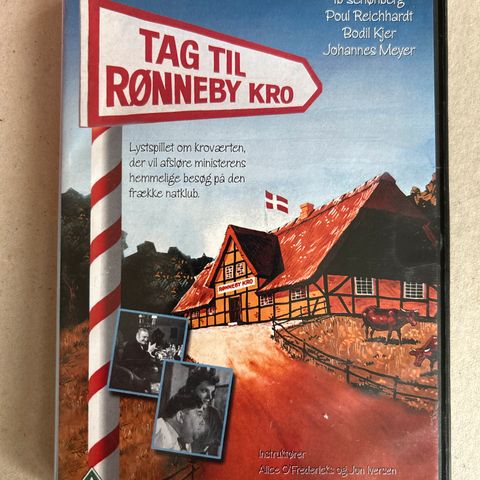 Ib Schønberg
Poul Reichhardt
Bodil Kjer
Johannes Meyer
TAG TIL
RØNNEBY KRO
Lystspillet om kroværten,
der vil afsløre ministerens
hemmelige besøg på den
frække natklub.
RØNNEBY KRO
Instruktører
Alice O'Fredericks og Jon Iversen